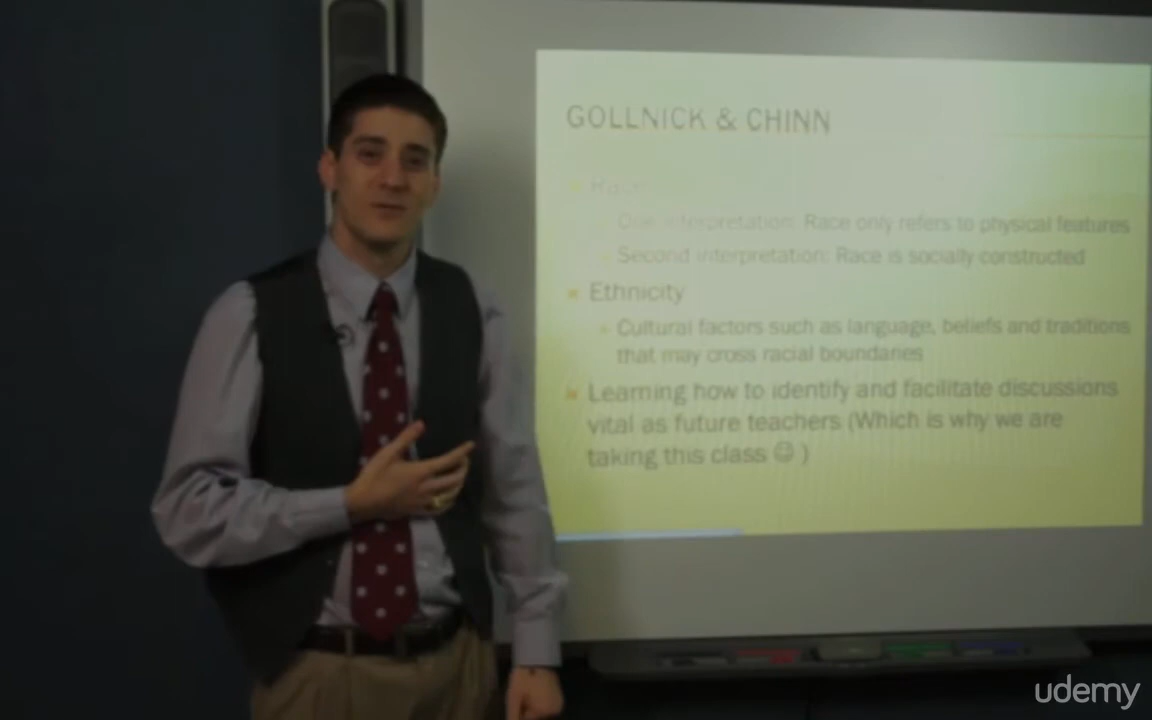 GOLLNICK & CHINN
Race
One interpretation: Race only refers to physical features
Second interpretation: Race is socially constructed
Ethnicity
Cultural factors such as language, beliefs and traditions
that may cross racial boundaries
Learning how to identify and facilitate discussions
vital as future teachers (Which is why we are
taking this class ☺ )
udemy